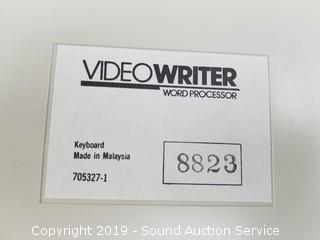 VIDEOWRITER
WORD PROCESSOR
Keyboard
Made in Malaysia
705327-1
8823
Copyright 2019 - Sound Auction Service